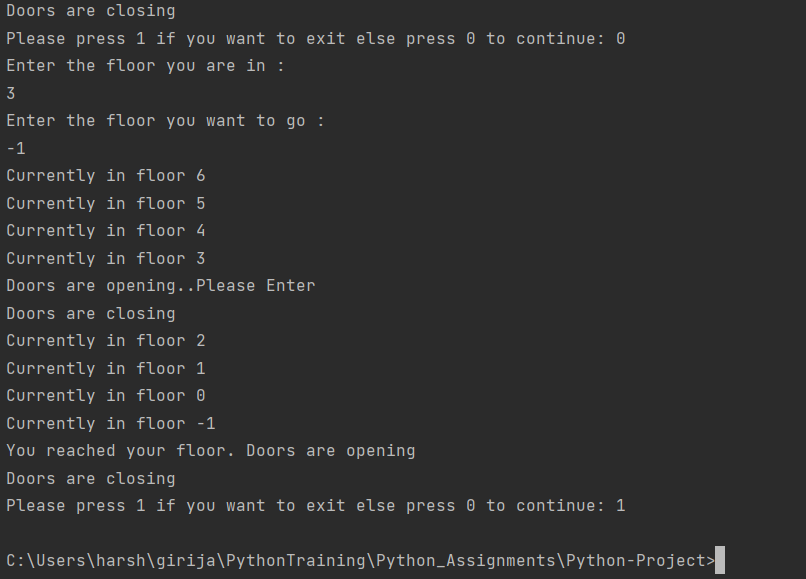 Doors are closing
Please press 1 if you want to exit else press 0 to continue: 0
Enter the floor you are in :
3
Enter the floor you want to go :
-1
Currently in floor 6
Currently in floor 5
Currently in floor 4
Currently in floor 3
Doors are opening..Please Enter
Doors are closing
Currently in floor 2
Currently in floor 1
Currently in floor 0
Currently in floor -1
You reached your floor. Doors are opening
Doors are closing
Please press 1 if you want to exit else press 0 to continue: 1
C:\Users\harsh\girija\PythonTraining\Python_Assignments\Python-Project>